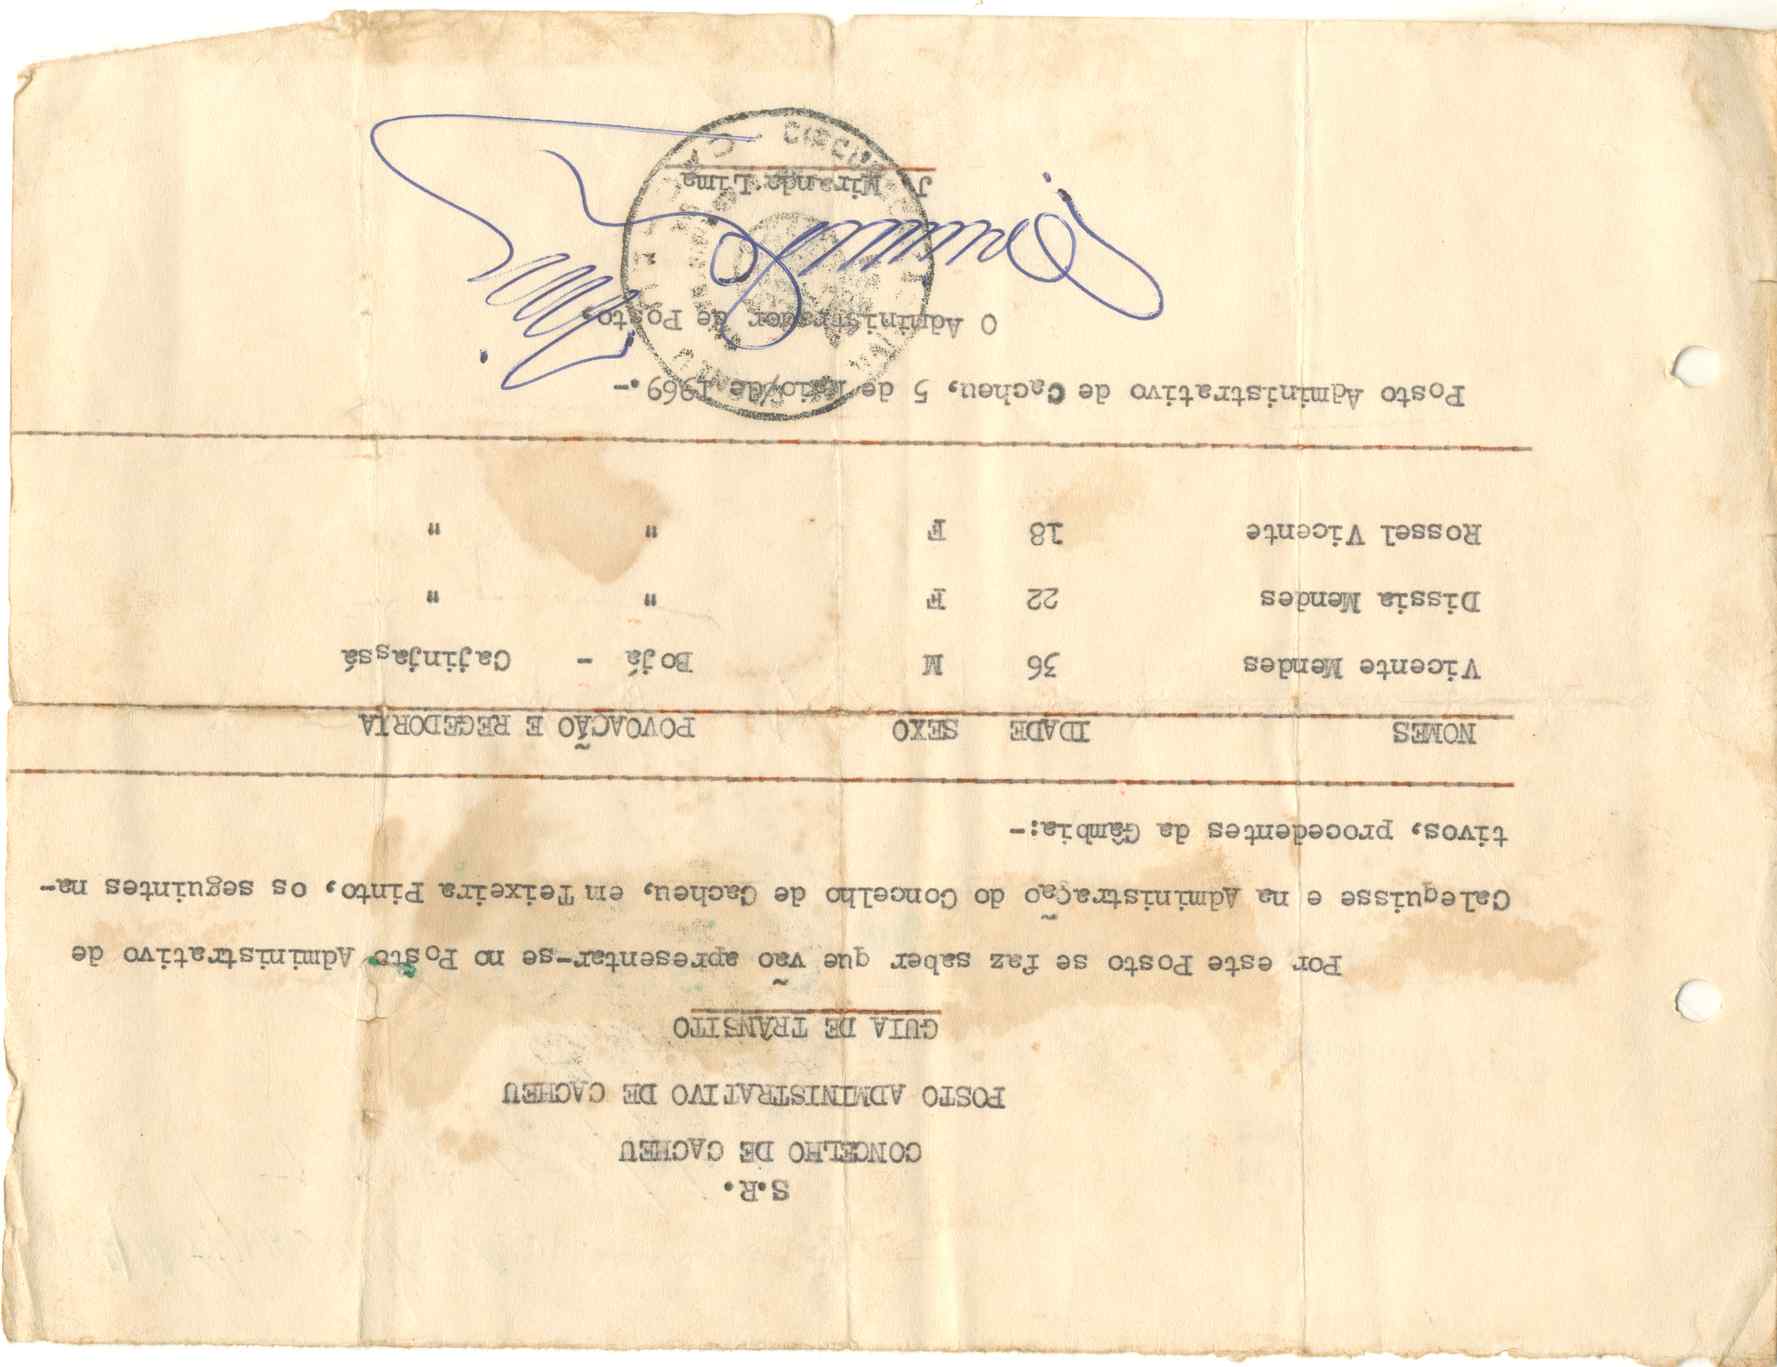 S.R.
CONCELHO DE CACHEU
POSTO ADMINISTRATIVO DE CACHEU
GUIA DE TRÂNSITO
Por este Posto se faz saber que vão apresentar-se no Posto Administrativo de
Calequisse e na Administração do Concelho de Cacheu, em Teixeira Pinto, os seguintes na-
tivos, procedentes da Gâmbia:-
NOMES IDADE SEXO POVOAÇÃO E REGEDORIA
Vicente Mendes 36 M Bojá - Cajinjassá
Dissia Mendes 22 F " "
Rossel Vicente 18 F " "
Posto Administrativo de Cacheu, 5 de Maio/de 1969.-
O Administrador de Posto,
J. Miranda Lima